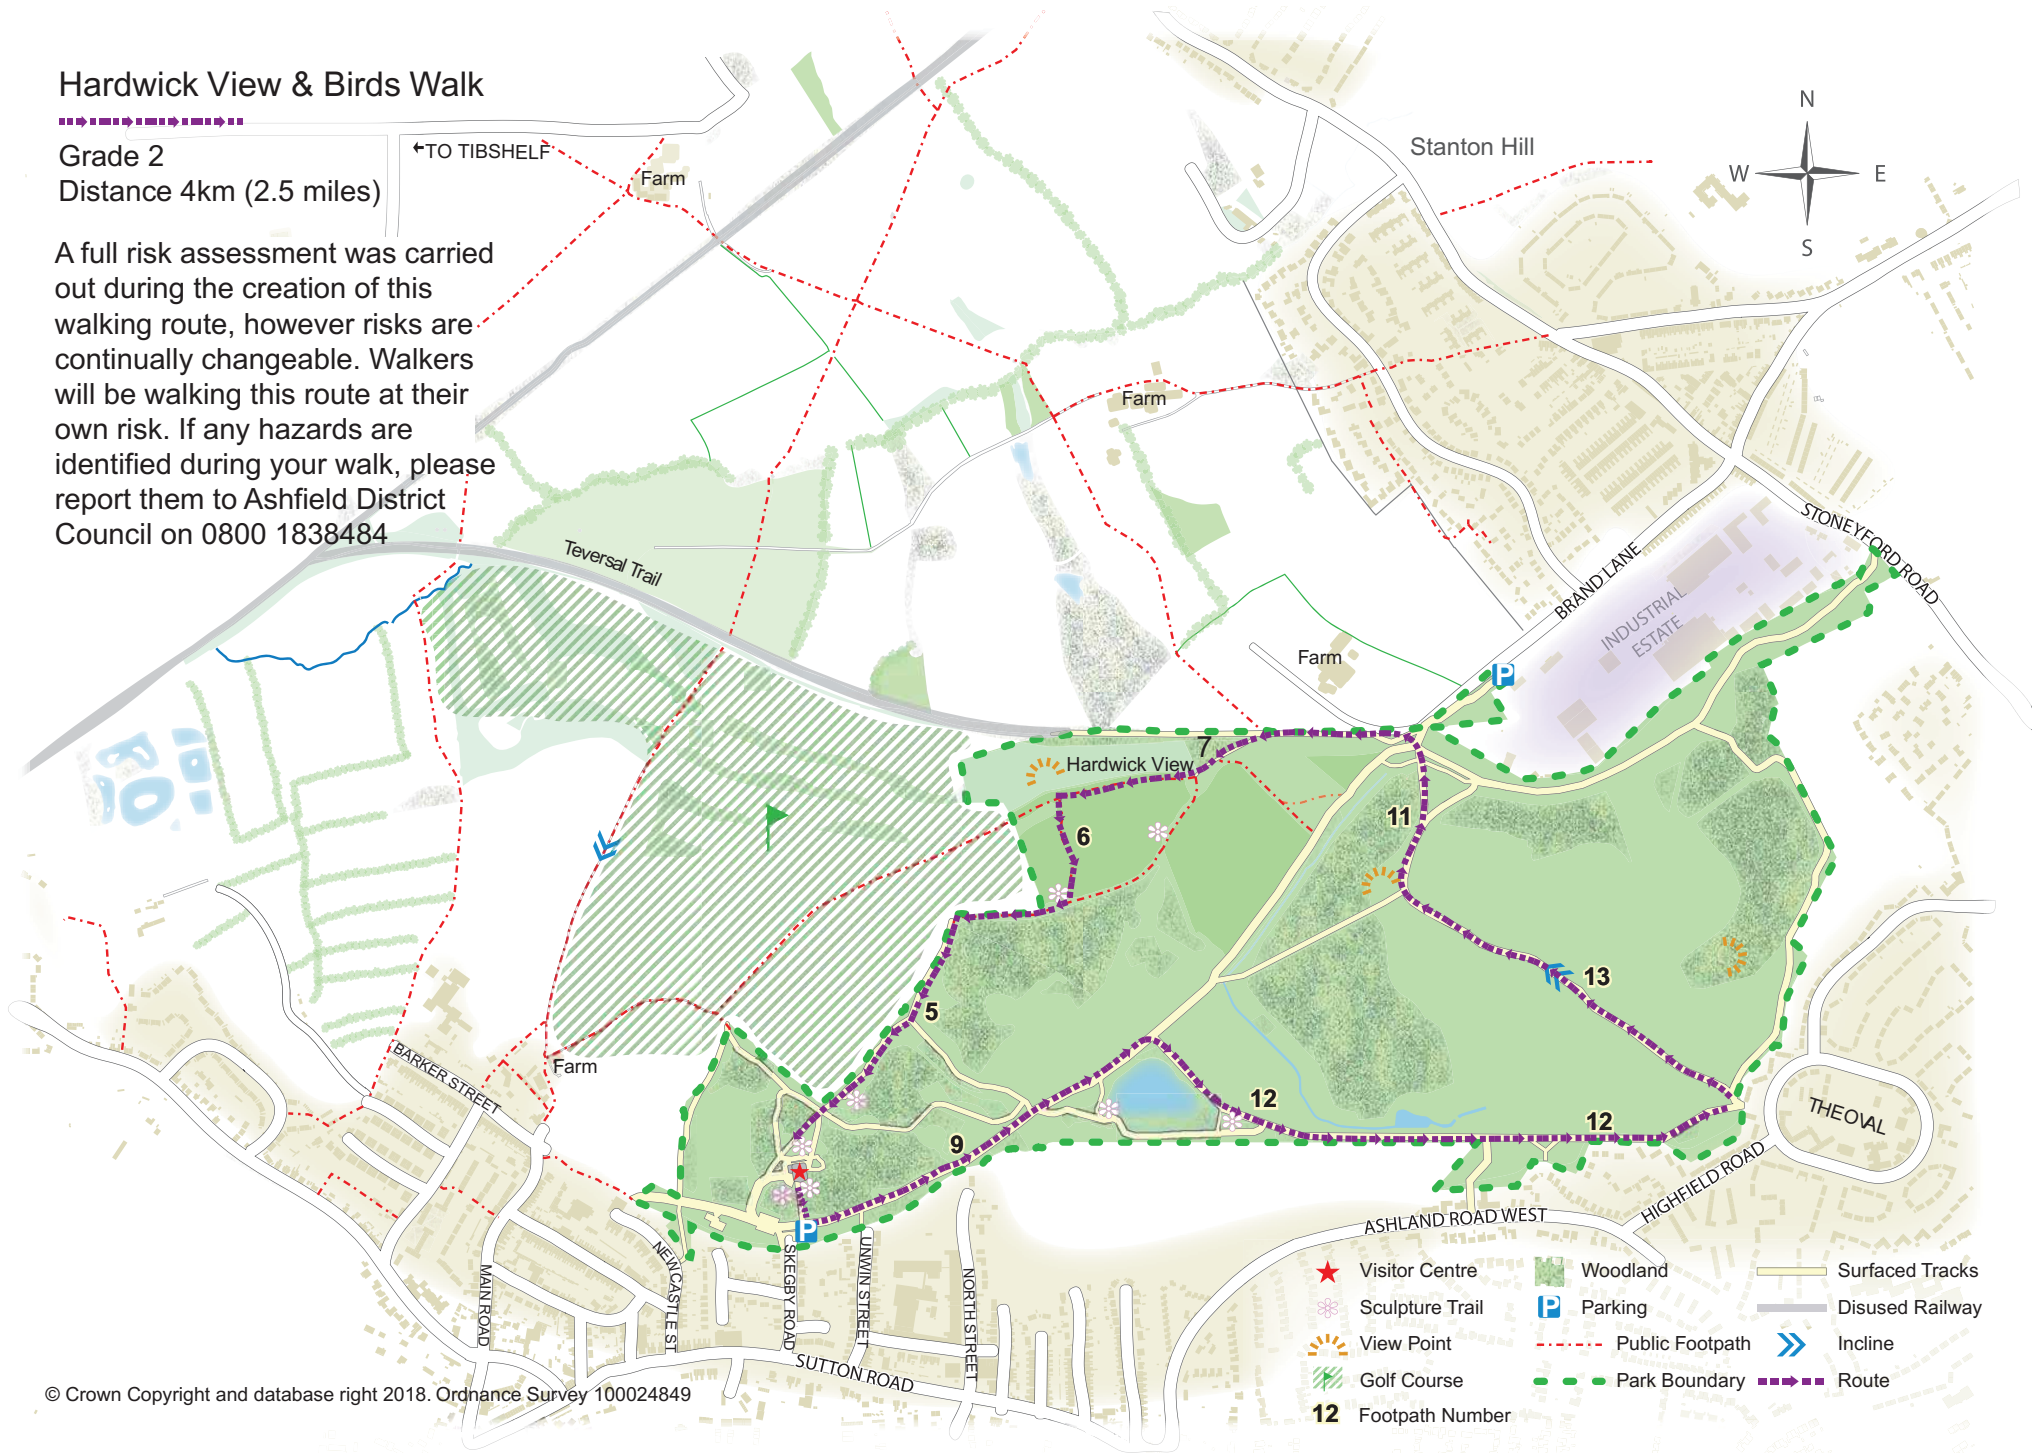 Hardwick View & Birds Walk
Grade 2
Distance 4km (2.5 miles)
A full risk assessment was carried
out during the creation of this
walking route, however risks are
continually changeable. Walkers
will be walking this route at their
own risk. If any hazards are
identified during your walk, please
report them to Ashfield District
Council on 0800 1838484
TO TIBSHELF
Farm
Stanton Hill
N
W
E
S
Farm
Teversal Trail
Farm
BRAND LANE
STONEYFORD ROAD
INDUSTRIAL
ESTATE
P
7
Hardwick View
6
11
13
5
12
12
9
Farm
BARKER STREET
THE OVAL
HIGHFIELD ROAD
ASHLAND ROAD WEST
P
MAIN ROAD
NEWCASTLE ST
SKEGBY ROAD
UNWIN STREET
NORTH STREET
SUTTON ROAD
Visitor Centre
Woodland
Surfaced Tracks
Sculpture Trail
P
Parking
Disused Railway
View Point
Public Footpath
Incline
Golf Course
Park Boundary
Route
12
Footpath Number
© Crown Copyright and database right 2018. Ordnance Survey 100024849